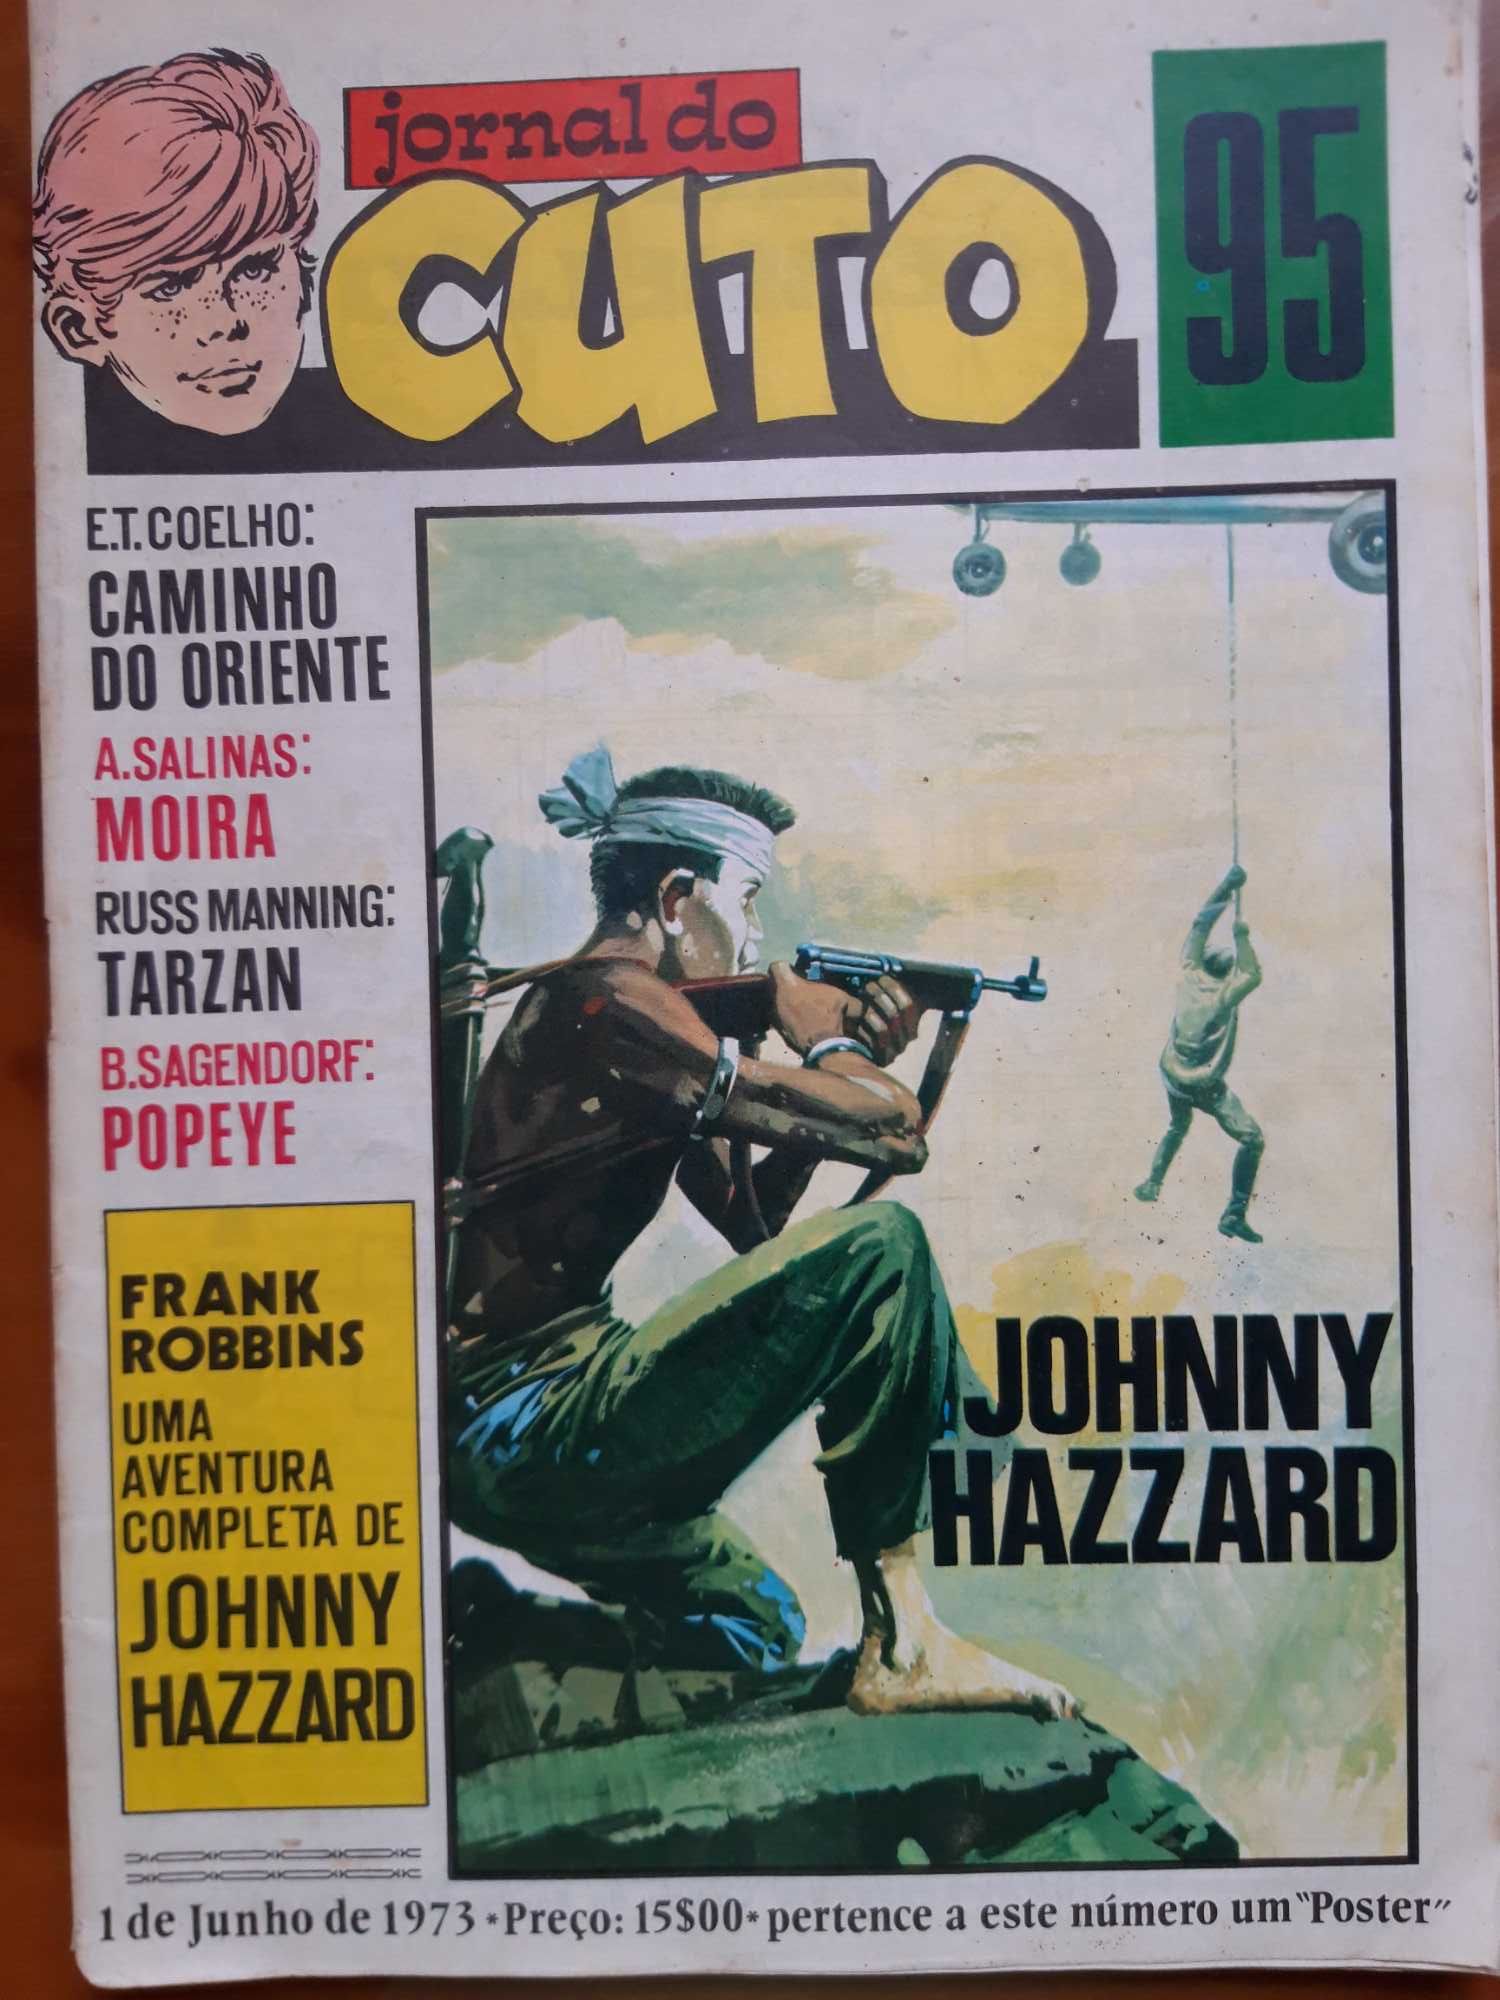 jornal do
CUTO
95
E.T.COELHO:
CAMINHO
DO ORIENTE
A.SALINAS:
MOIRA
RUSS MANNING:
TARZAN
B.SAGENDORF:
POPEYE
FRANK
ROBBINS
UMA
AVENTURA
COMPLETA DE
JOHNNY
HAZZARD
JOHNNY
HAZZARD
1 de Junho de 1973 * Preço: 15$00 * pertence a este número um "Poster"